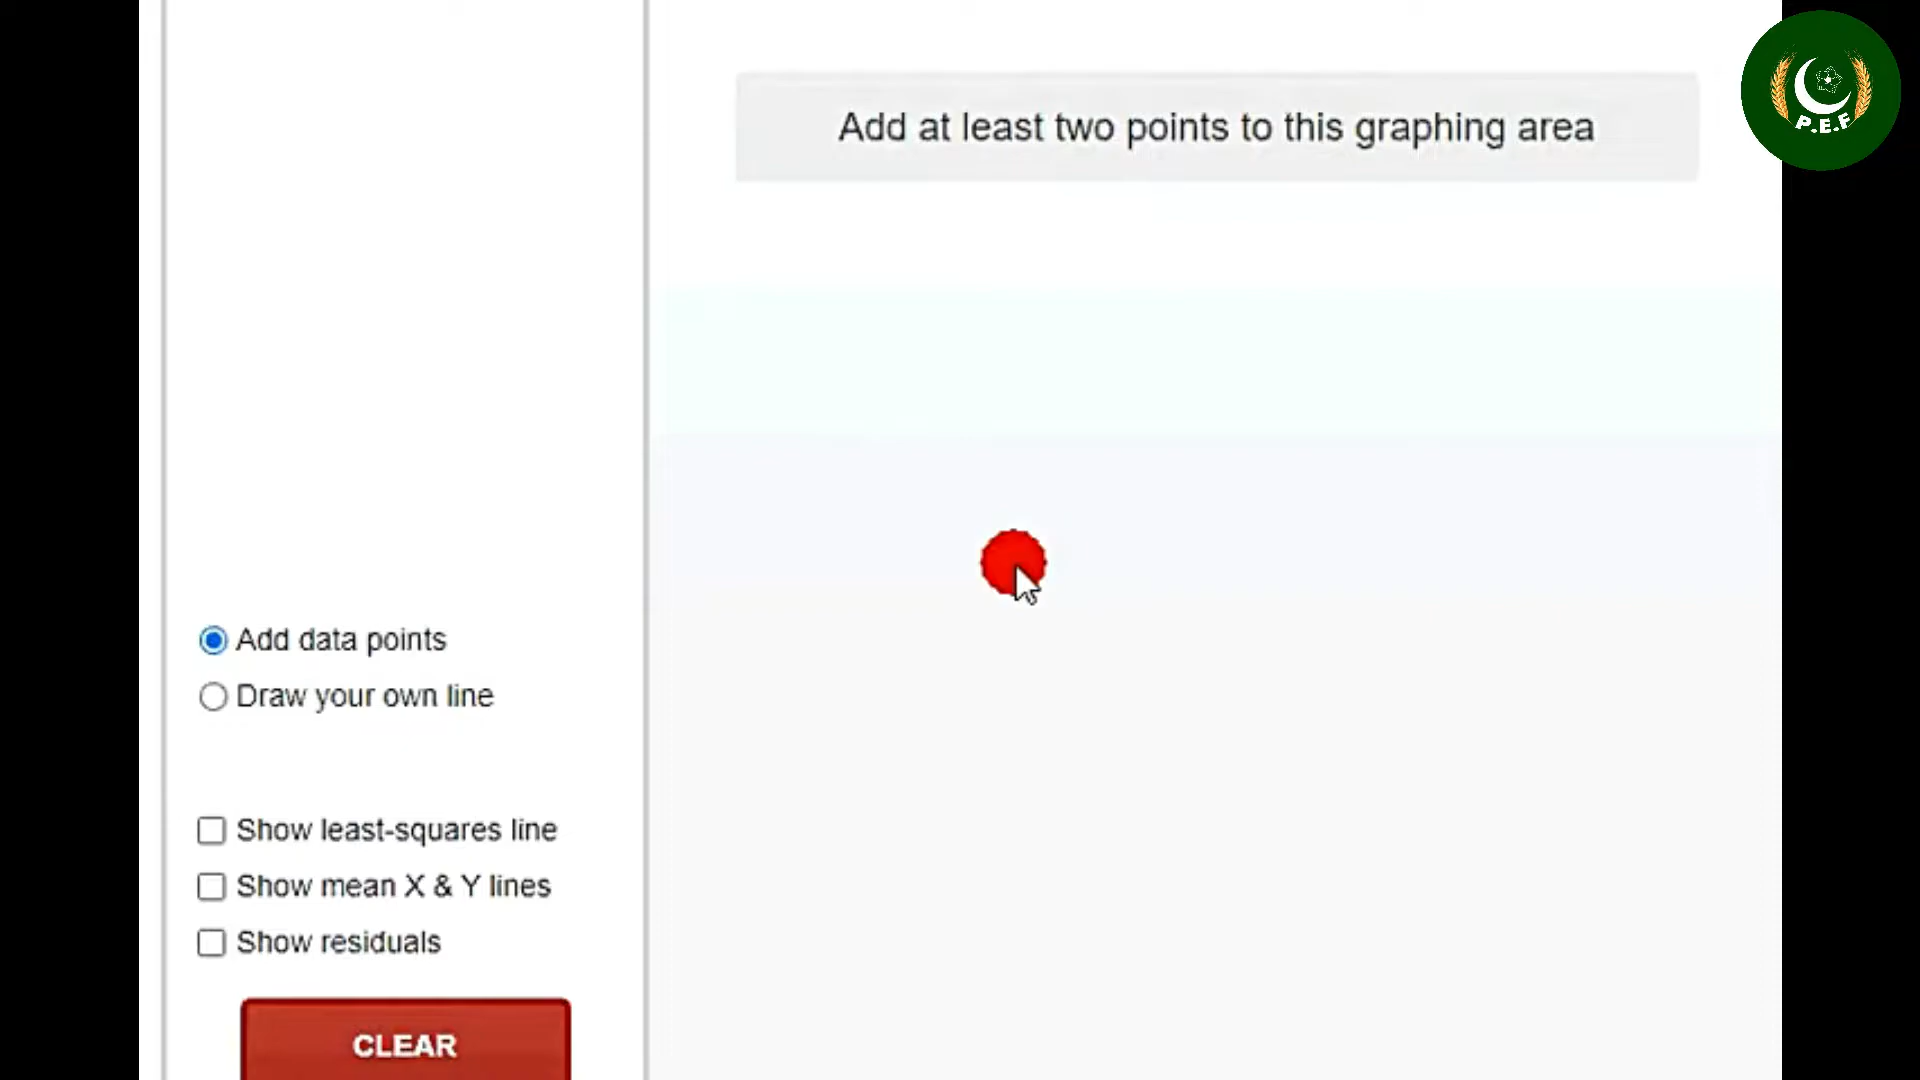 Add at least two points to this graphing area
P.E.F
Add data points
Draw your own line
Show least-squares line
Show mean X & Y lines
Show residuals
CLEAR